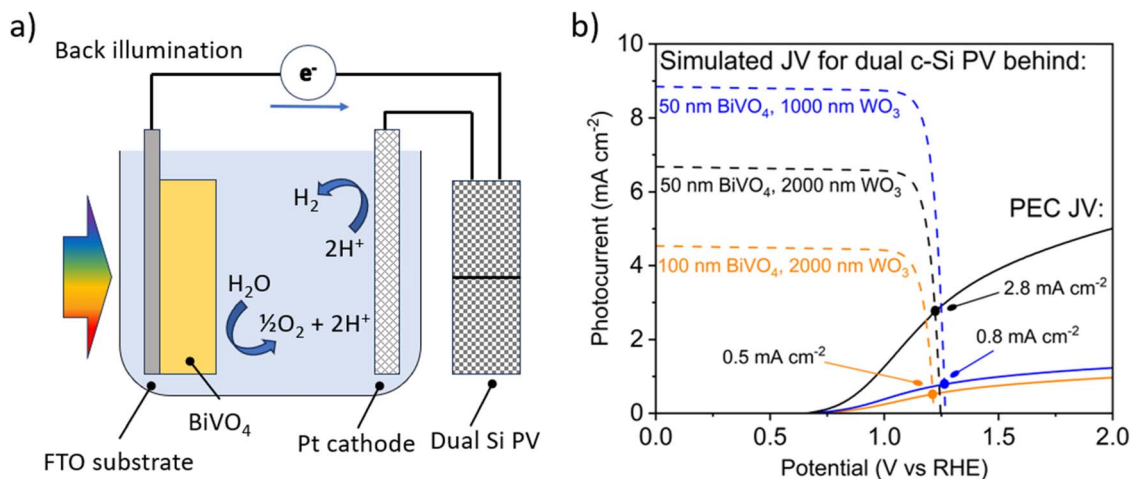 a)
Back illumination
e-
H2
2H+
H2O
½O2 + 2H+
BiVO4
FTO substrate
Pt cathode
Dual Si PV
b)
Simulated JV for dual c-Si PV behind:
50 nm BiVO4, 1000 nm WO3
50 nm BiVO4, 2000 nm WO3
100 nm BiVO4, 2000 nm WO3
PEC JV:
2.8 mA cm-2
0.8 mA cm-2
0.5 mA cm-2
Photocurrent (mA cm-2)
10
8
6
4
2
0
0.0 0.5 1.0 1.5 2.0
Potential (V vs RHE)